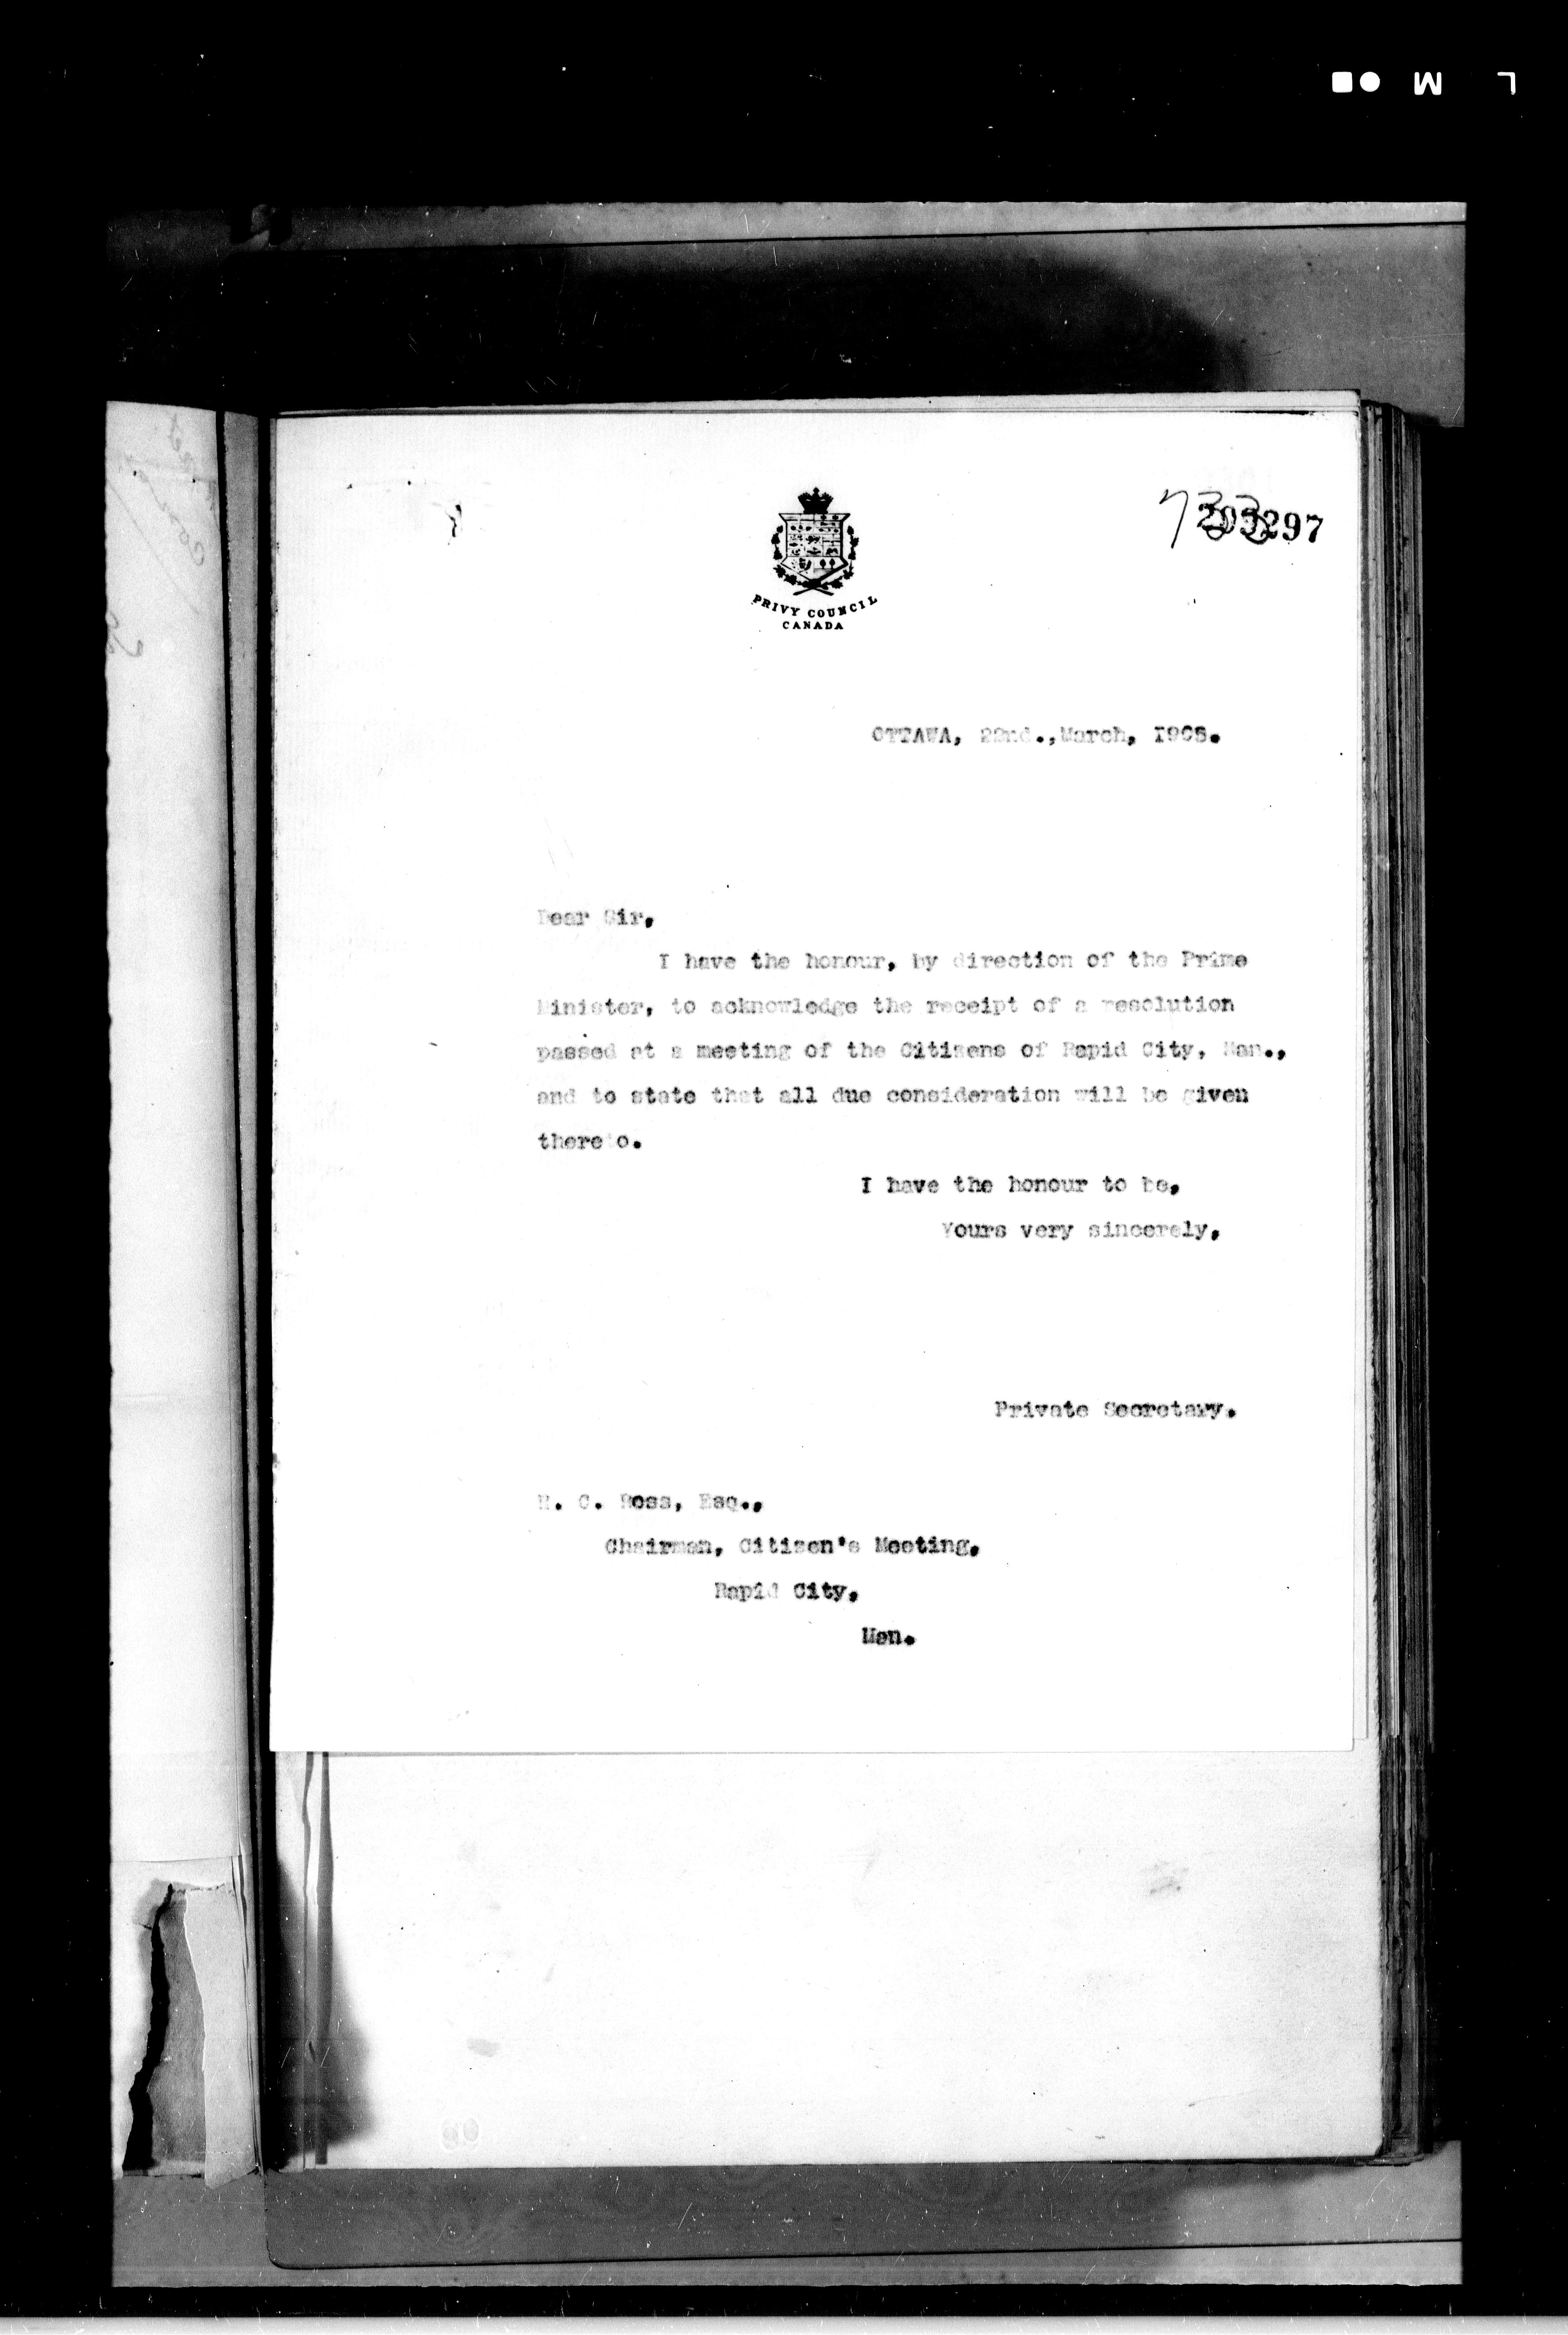 PRIVY COUNCIL
CANADA
OTTAWA, 22nd.,March, 1905.
Dear Sir,
I have the honour, by direction of the Prime
Minister, to acknowledge the receipt of a resolution
passed at a meeting of the Citizens of Rapid City, Man.,
and to state that all due consideration will be given
thereto.
I have the honour to be,
Yours very sincerely,
Private Secretary.
C. Ross, Esq.,
Chairman, Citizen's Meeting,
Rapid City,
Man.